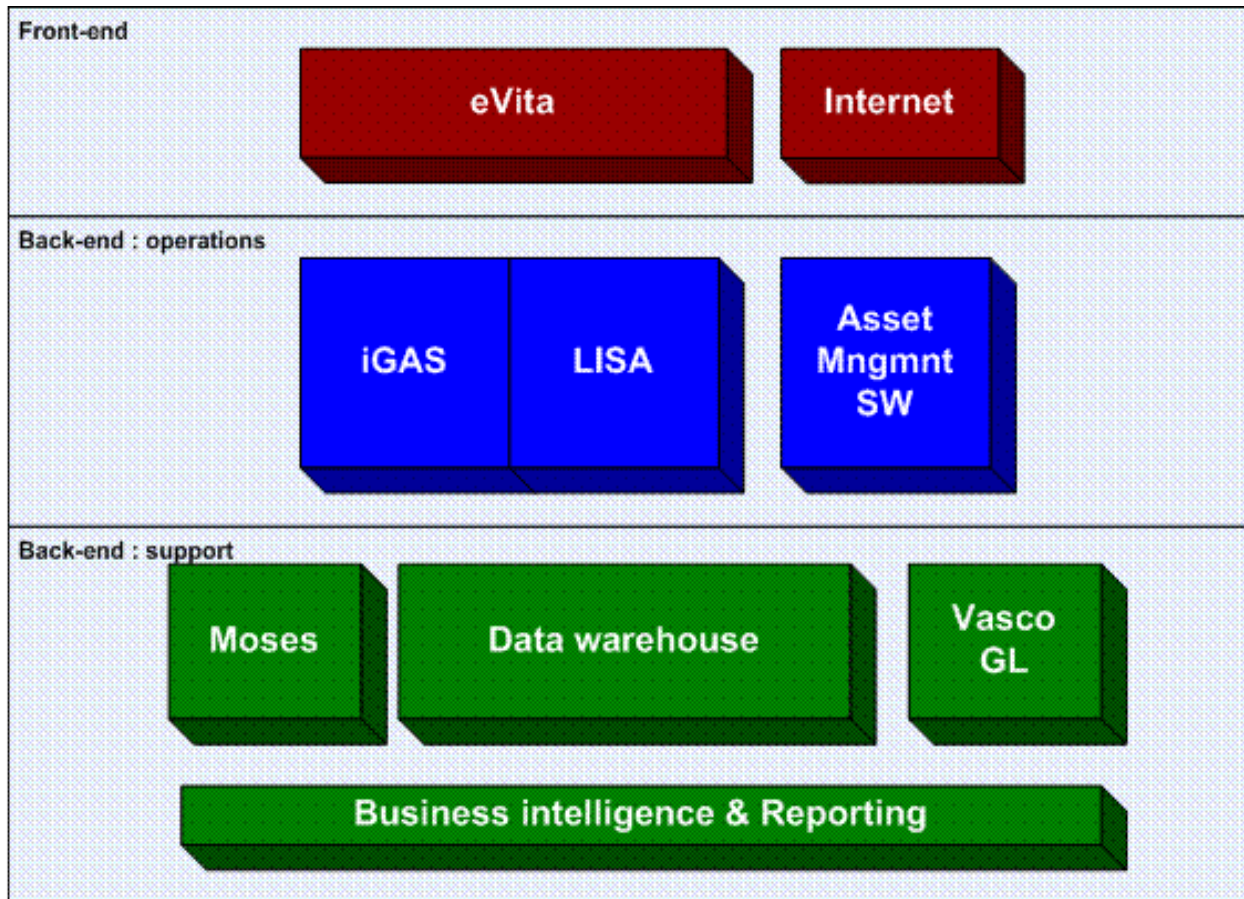 Front-end
eVita
Internet
Back-end : operations
iGAS
LISA
Asset
Mngmnt
SW
Back-end : support
Moses
Data warehouse
Vasco
GL
Business intelligence & Reporting